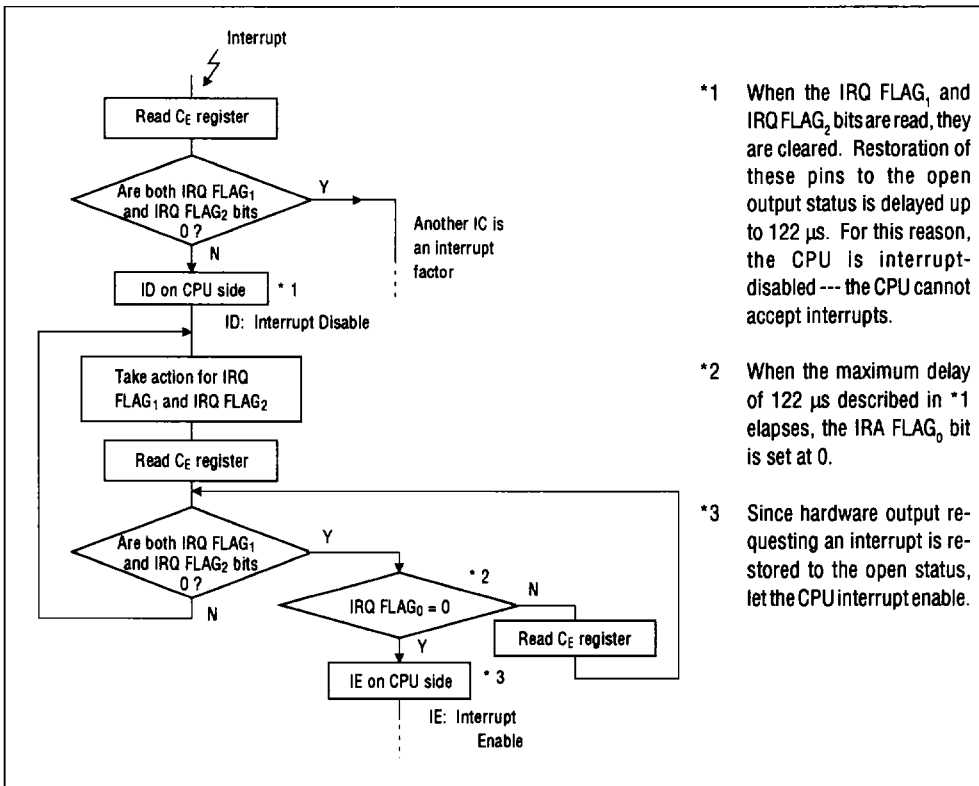 Interrupt
Read CE register
Are both IRQ FLAG1
and IRQ FLAG2 bits
0 ?
Y
N
Another IC is
an interrupt
factor
ID on CPU side
* 1
ID: Interrupt Disable
Take action for IRQ
FLAG1 and IRQ FLAG2
Read CE register
Are both IRQ FLAG1
and IRQ FLAG2 bits
0 ?
Y
N
* 2
IRQ FLAG0 = 0
N
Y
Read CE register
IE on CPU side
* 3
IE: Interrupt
Enable
*1 When the IRQ FLAG1 and
IRQ FLAG2 bits are read, they
are cleared. Restoration of
these pins to the open
output status is delayed up
to 122 µs. For this reason,
the CPU is interrupt-
disabled --- the CPU cannot
accept interrupts.
*2 When the maximum delay
of 122 µs described in *1
elapses, the IRA FLAG0 bit
is set at 0.
*3 Since hardware output re-
questing an interrupt is re-
stored to the open status,
let the CPU interrupt enable.